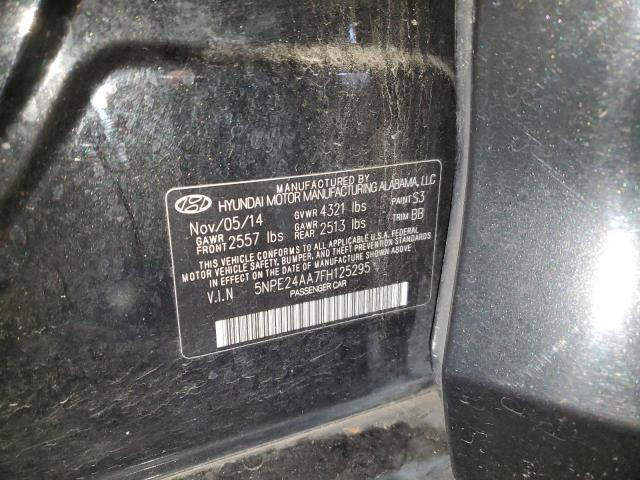 MANUFACTURED BY
HYUNDAI MOTOR MANUFACTURING ALABAMA, LLC
Nov/05/14 GVWR 4321 lbs PAINT S3
GAWR FRONT 2557 lbs GAWR REAR 2513 lbs TRIM BB
THIS VEHICLE CONFORMS TO ALL APPLICABLE U.S.A. FEDERAL
MOTOR VEHICLE SAFETY, BUMPER, AND THEFT PREVENTION STANDARDS
IN EFFECT ON THE DATE OF MANUFACTURE SHOWN ABOVE.
V.I.N 5NPE24AA7FH125295
PASSENGER CAR